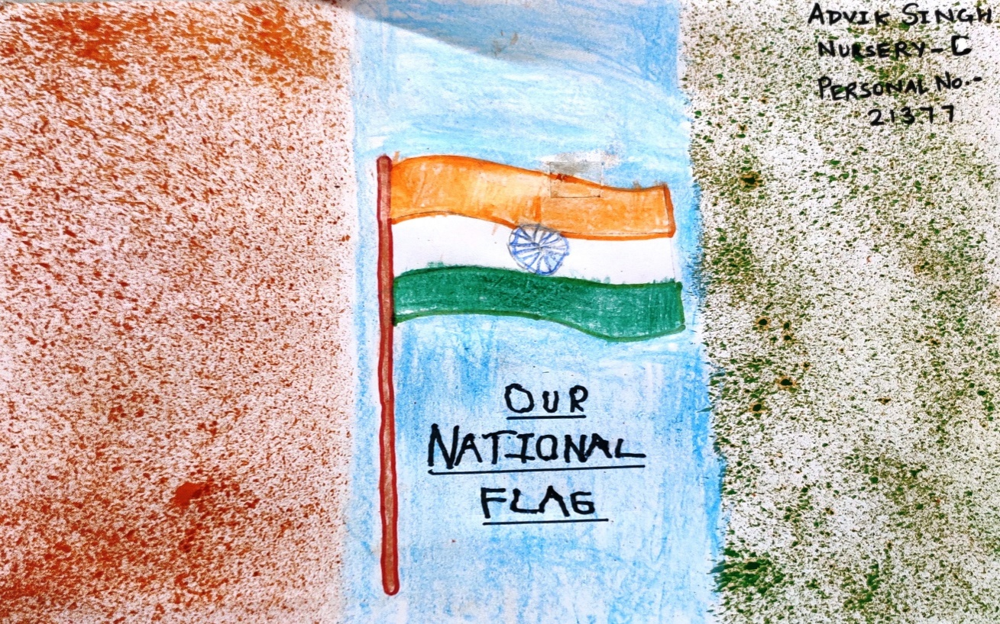 ADVIK SINGH
NURSERY-C
PERSONAL No.-
21377
OUR
NATIONAL
FLAG